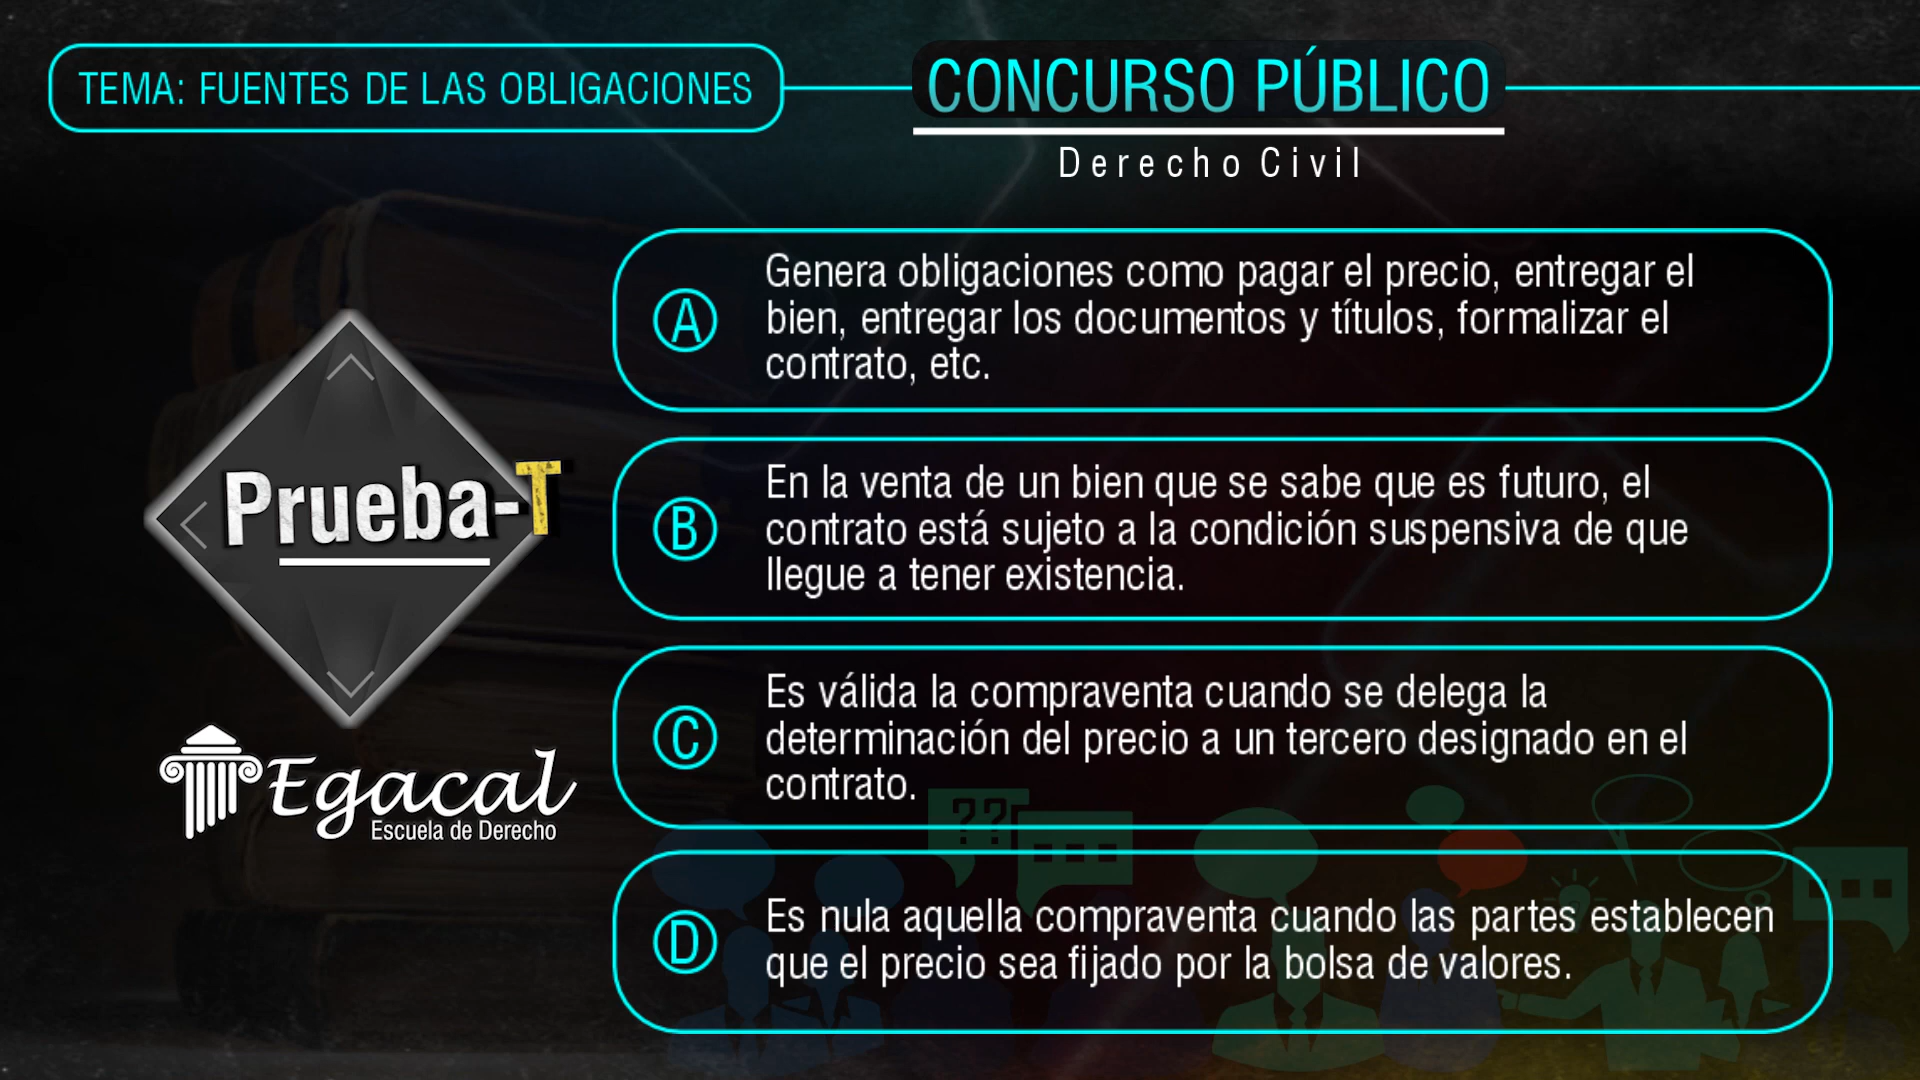 TEMA: FUENTES DE LAS OBLIGACIONES
CONCURSO PÚBLICO
Derecho Civil
A
Genera obligaciones como pagar el precio, entregar el
bien, entregar los documentos y títulos, formalizar el
contrato, etc.
B
En la venta de un bien que se sabe que es futuro, el
contrato está sujeto a la condición suspensiva de que
llegue a tener existencia.
C
Es válida la compraventa cuando se delega la
determinación del precio a un tercero designado en el
contrato.
D
Es nula aquella compraventa cuando las partes establecen
que el precio sea fijado por la bolsa de valores.
Prueba-T
Egacal
Escuela de Derecho
??